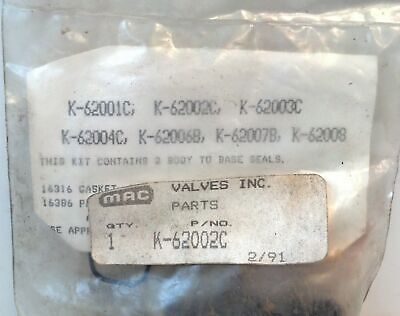 K-62001C, K-62002C, K-62003C
K-62004C, K-62006B, K-62007B, K-62008
THIS KIT CONTAINS 2 BODY TO BASE SEALS.
16316 GASKET
16386 P
MAC VALVES INC.
PARTS
QTY. P/NO.
1 K-62002C
2/91